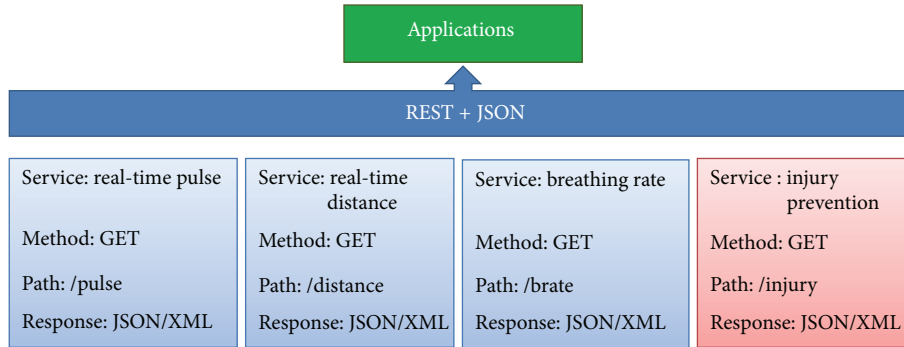 Applications
REST + JSON
Service: real-time pulse
Method: GET
Path: /pulse
Response: JSON/XML
Service: real-time
distance
Method: GET
Path: /distance
Response: JSON/XML
Service: breathing rate
Method: GET
Path: /brate
Response: JSON/XML
Service : injury
prevention
Method: GET
Path: /injury
Response: JSON/XML